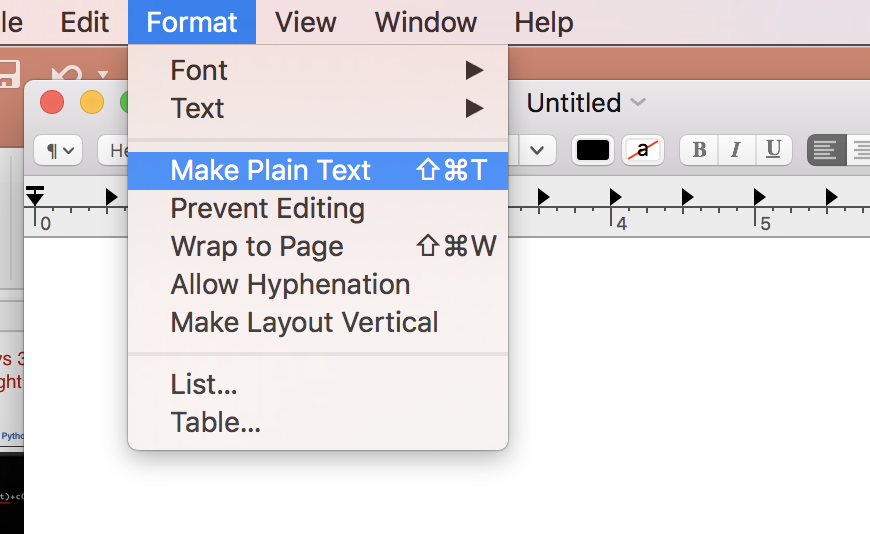 le Edit Format View Window Help
Untitled
¶ He a B I U
Font
Text
Make Plain Text ⇧⌘T
Prevent Editing
Wrap to Page ⇧⌘W
Allow Hyphenation
Make Layout Vertical
List...
Table...
0 4 5
ys 3
ght
Pytho
t)+c(